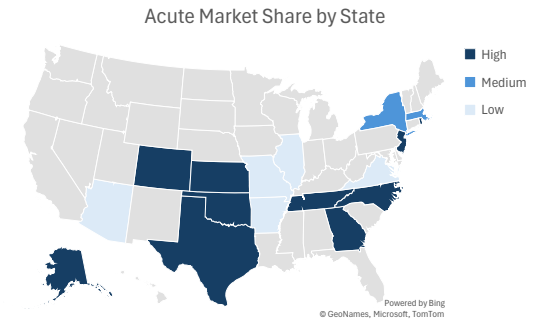 Acute Market Share by State
High
Medium
Low
Powered by Bing
© GeoNames, Microsoft, TomTom